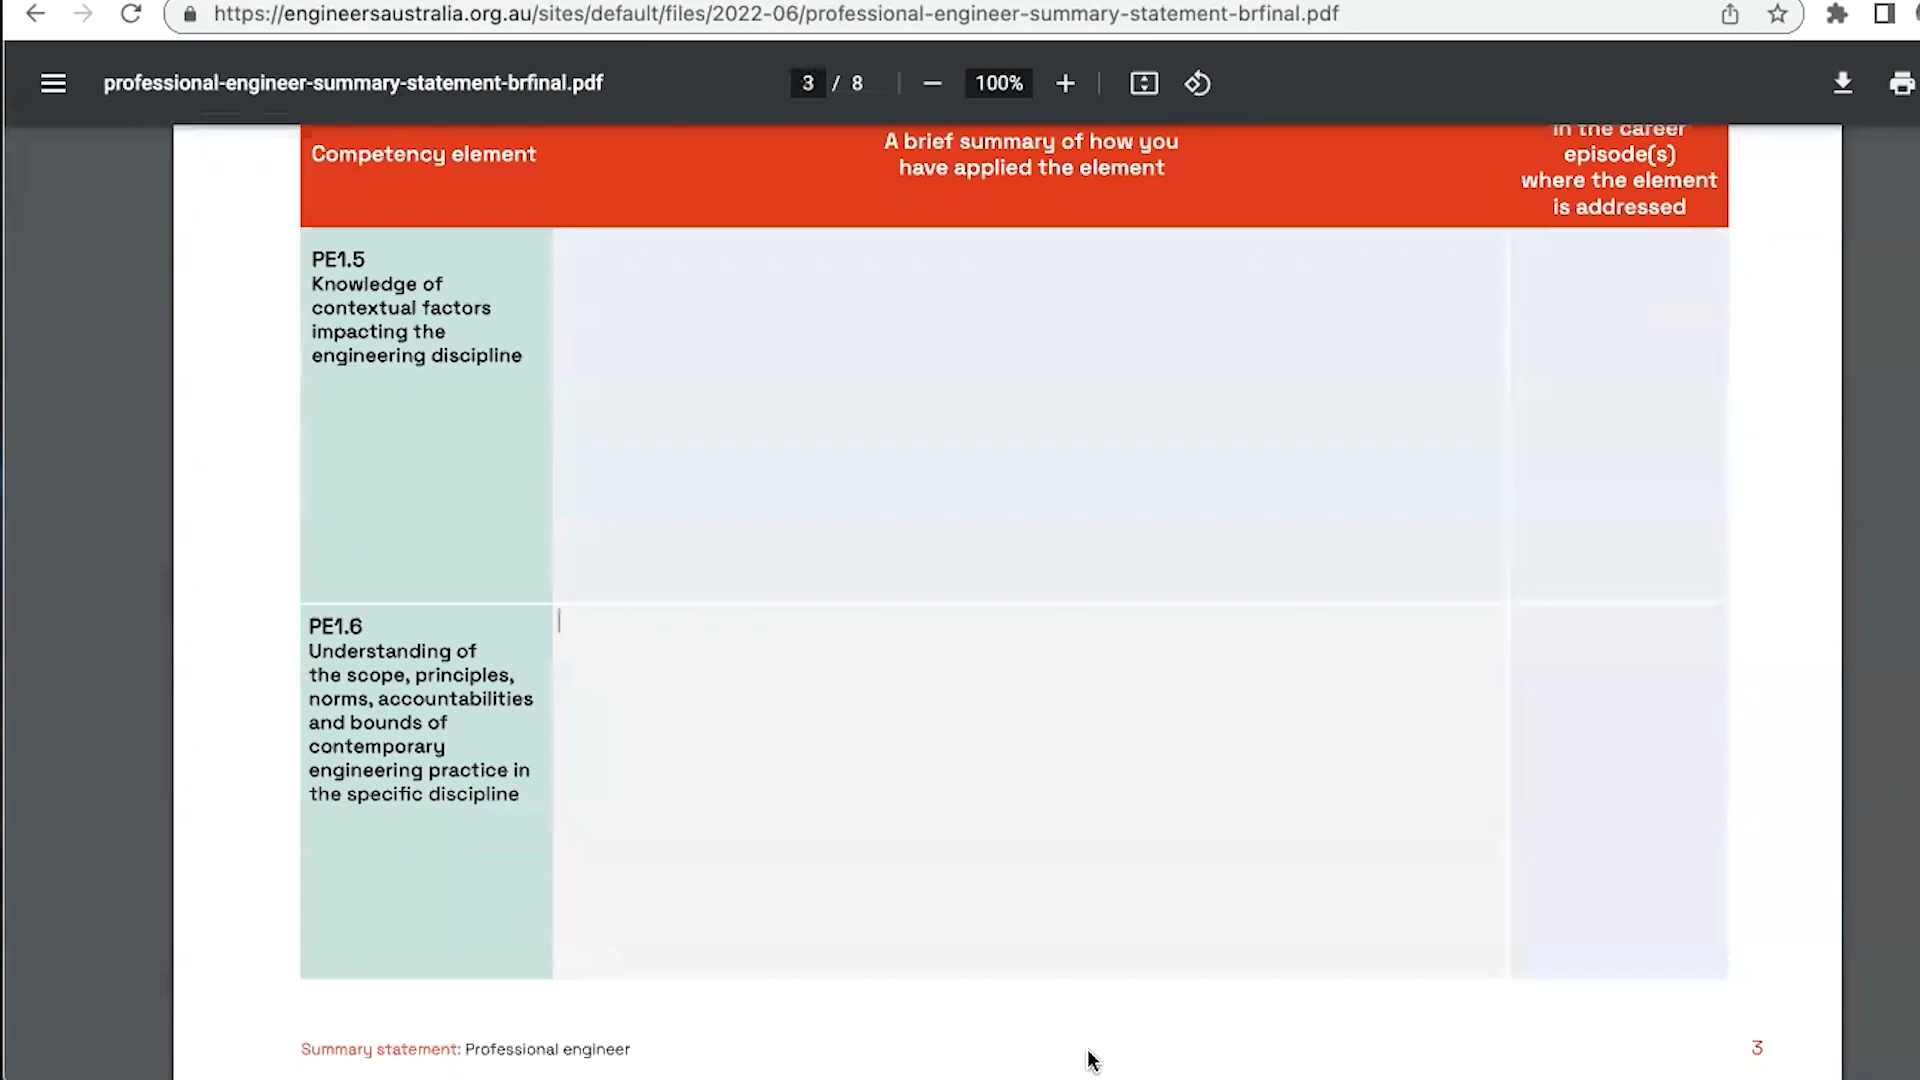 https://engineersaustralia.org.au/sites/default/files/2022-06/professional-engineer-summary-statement-brfinal.pdf
professional-engineer-summary-statement-brfinal.pdf
3 / 8
100%
Competency element
A brief summary of how you
have applied the element
in the career
episode(s)
where the element
is addressed
PE1.5
Knowledge of
contextual factors
impacting the
engineering discipline
PE1.6
Understanding of
the scope, principles,
norms, accountabilities
and bounds of
contemporary
engineering practice in
the specific discipline
Summary statement: Professional engineer
3